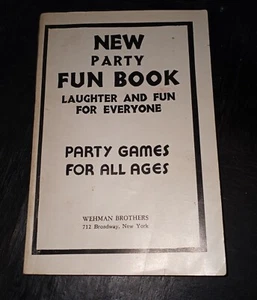 NEW
PARTY
FUN BOOK
LAUGHTER AND FUN
FOR EVERYONE
PARTY GAMES
FOR ALL AGES
WEHMAN BROTHERS
712 Broadway, New York